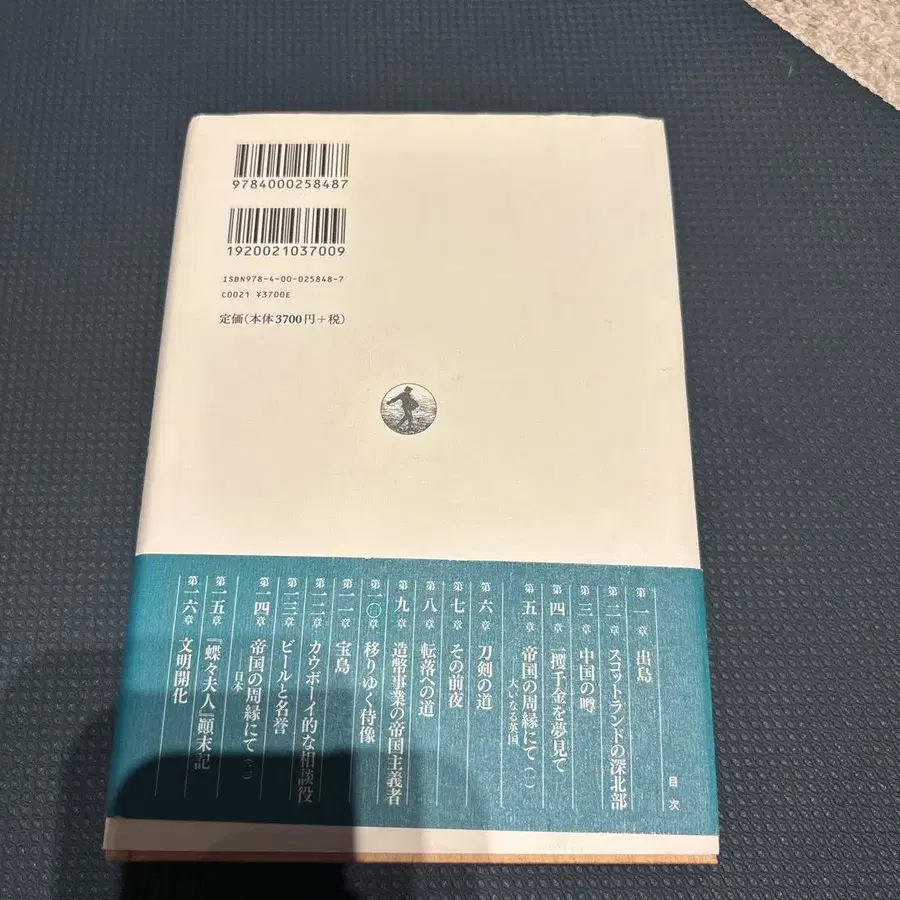 9784000258487
1920021037009
ISBN978-4-00-025848-7
C0021 ¥3700E
定価(本体3700円+税)
目次
第一章 出島
第二章 スコットランドの深北部
第三章 中国の噂
第四章 一攫千金を夢見て
第五章 帝国の周縁にて(一)
大いなる英国
第六章 刀剣の道
第七章 その前夜
第八章 転落への道
第九章 造幣事業の帝国主義者
第一〇章 移りゆく侍像
第一一章 宝島
第一二章 カウボーイ的な相談役
第一三章 ビールと名誉
第一四章 帝国の周縁にて(二)
日本
第一五章 『蝶々夫人』顚末記
第一六章 文明開化